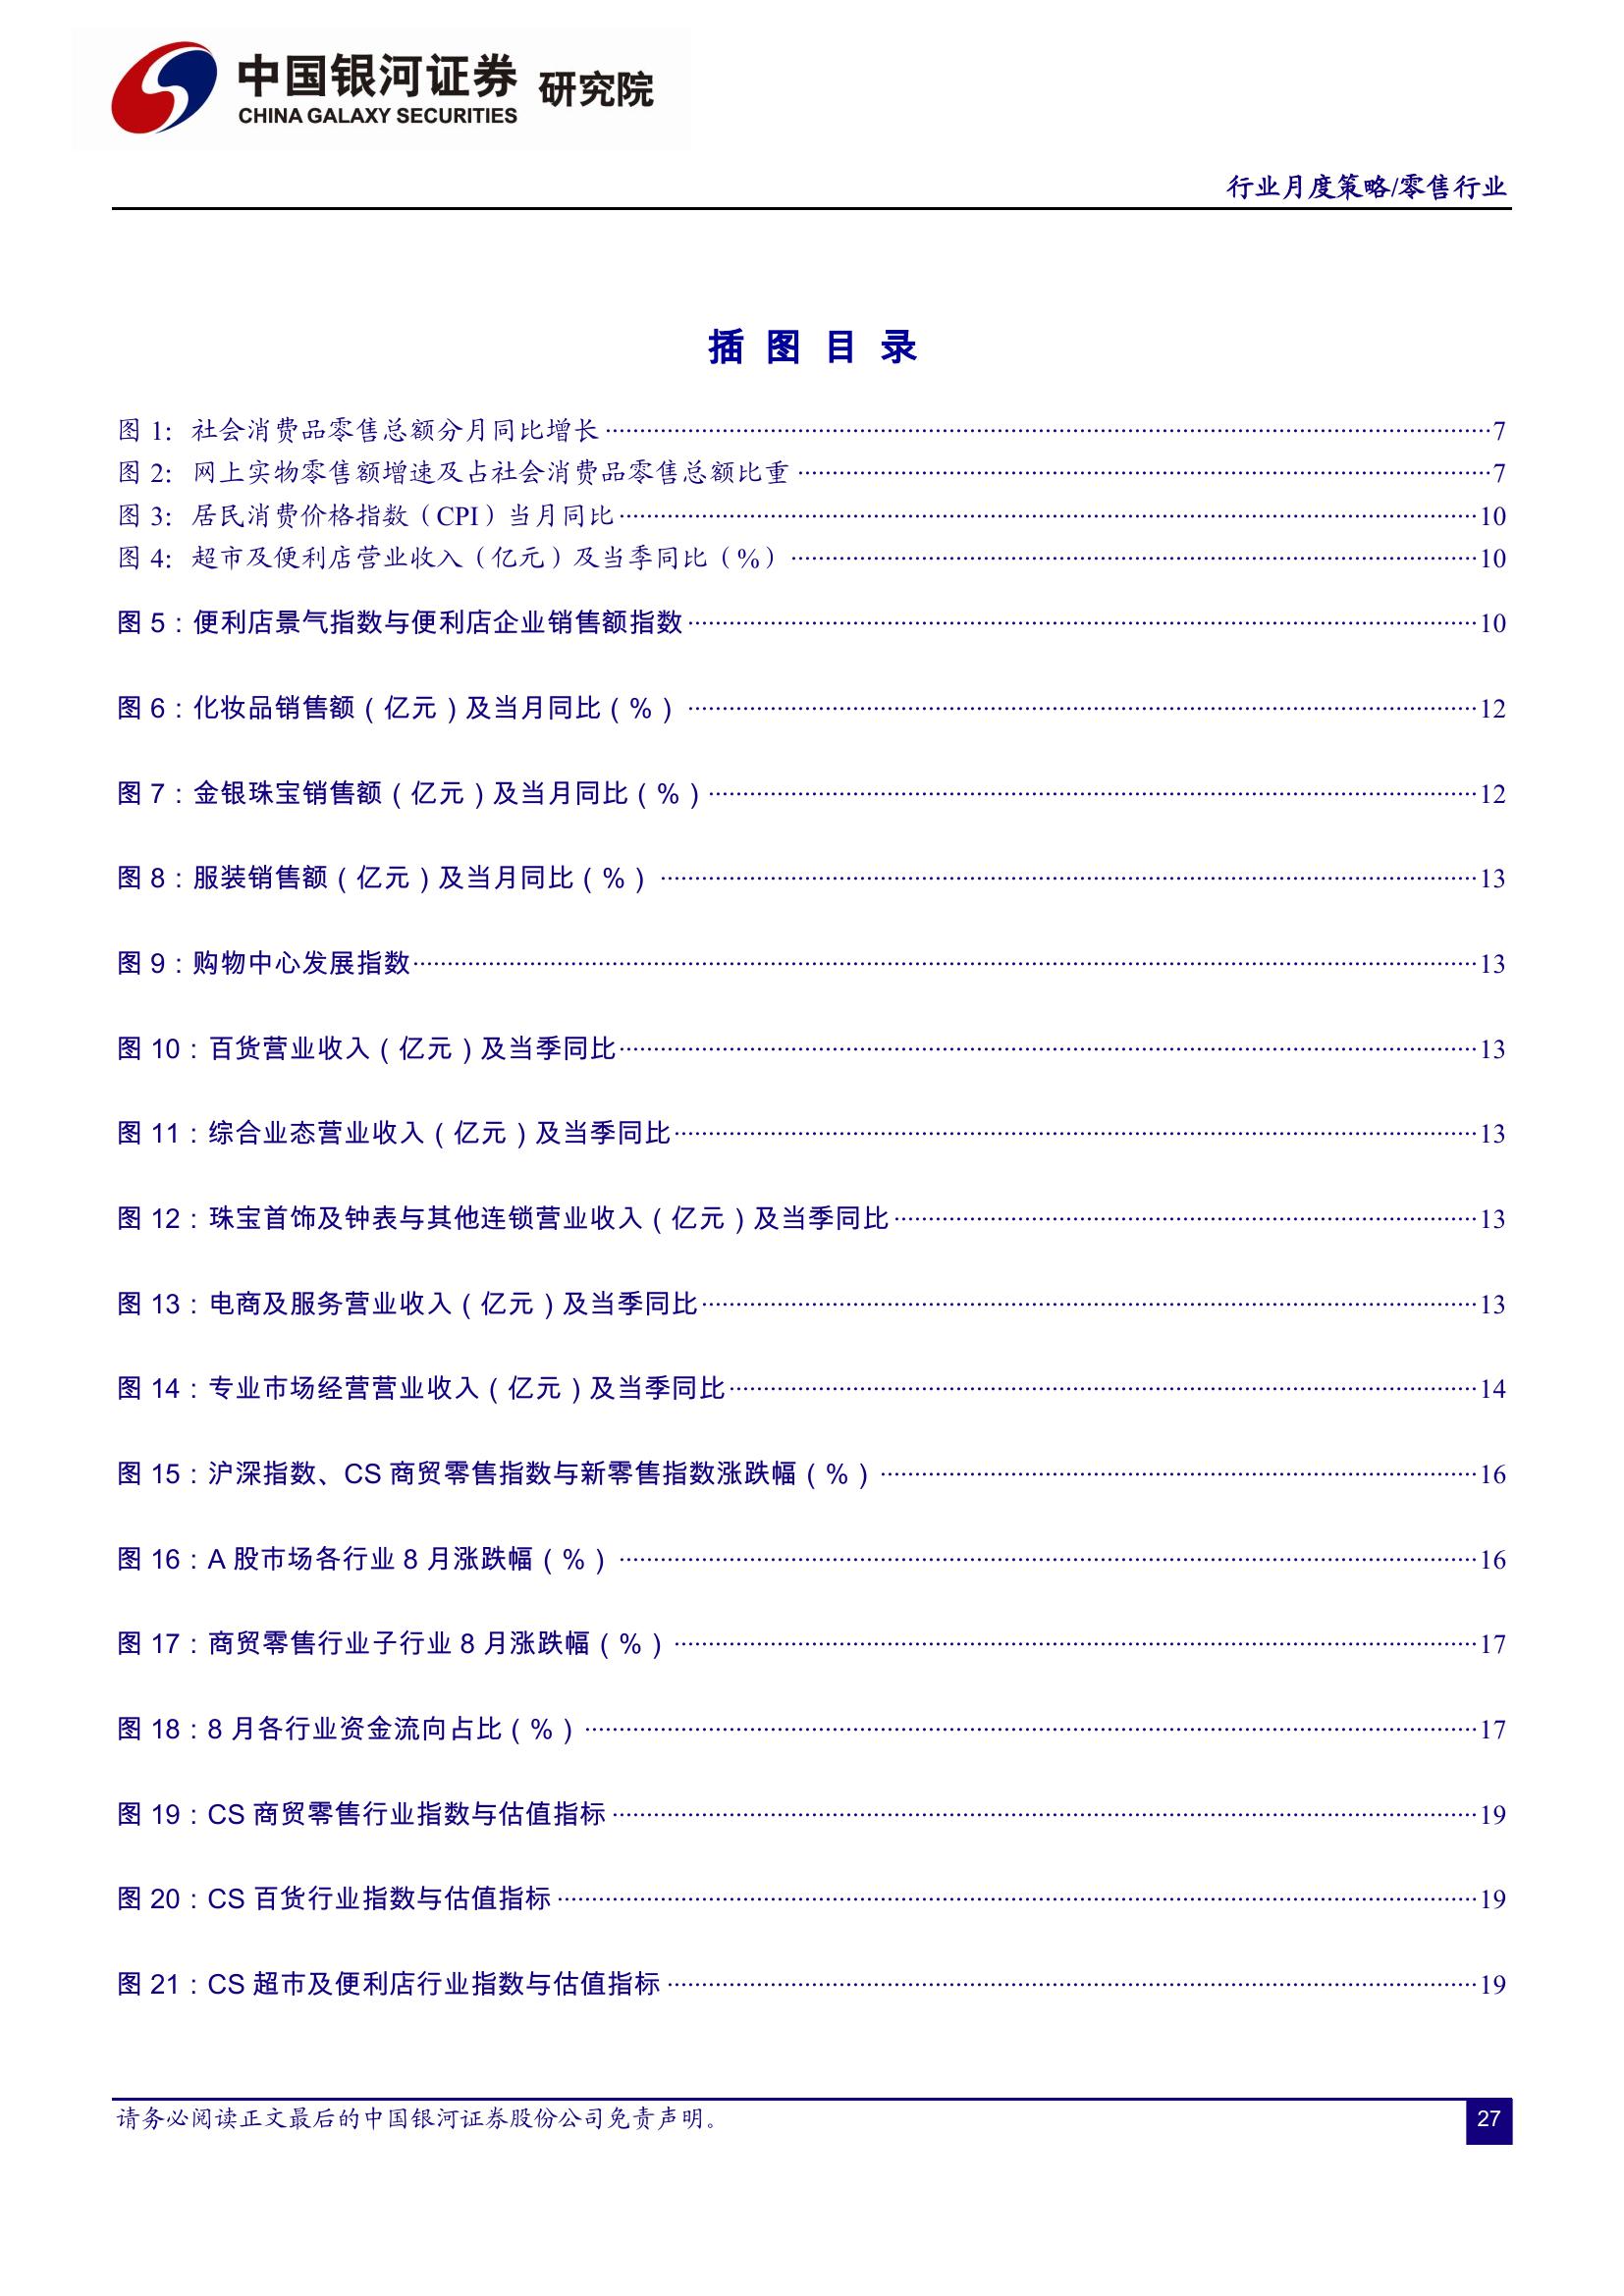 中国银河证券 研究院
CHINA GALAXY SECURITIES
行业月度策略/零售行业
插 图 目 录
图 1: 社会消费品零售总额分月同比增长 7
图 2: 网上实物零售额增速及占社会消费品零售总额比重 7
图 3: 居民消费价格指数（CPI）当月同比 10
图 4: 超市及便利店营业收入（亿元）及当季同比（%） 10
图 5：便利店景气指数与便利店企业销售额指数 10
图 6：化妆品销售额（亿元）及当月同比（%） 12
图 7：金银珠宝销售额（亿元）及当月同比（%） 12
图 8：服装销售额（亿元）及当月同比（%） 13
图 9：购物中心发展指数 13
图 10：百货营业收入（亿元）及当季同比 13
图 11：综合业态营业收入（亿元）及当季同比 13
图 12：珠宝首饰及钟表与其他连锁营业收入（亿元）及当季同比 13
图 13：电商及服务营业收入（亿元）及当季同比 13
图 14：专业市场经营营业收入（亿元）及当季同比 14
图 15：沪深指数、CS 商贸零售指数与新零售指数涨跌幅（%） 16
图 16：A 股市场各行业 8 月涨跌幅（%） 16
图 17：商贸零售行业子行业 8 月涨跌幅（%） 17
图 18：8 月各行业资金流向占比（%） 17
图 19：CS 商贸零售行业指数与估值指标 19
图 20：CS 百货行业指数与估值指标 19
图 21：CS 超市及便利店行业指数与估值指标 19
请务必阅读正文最后的中国银河证券股份公司免责声明。
27